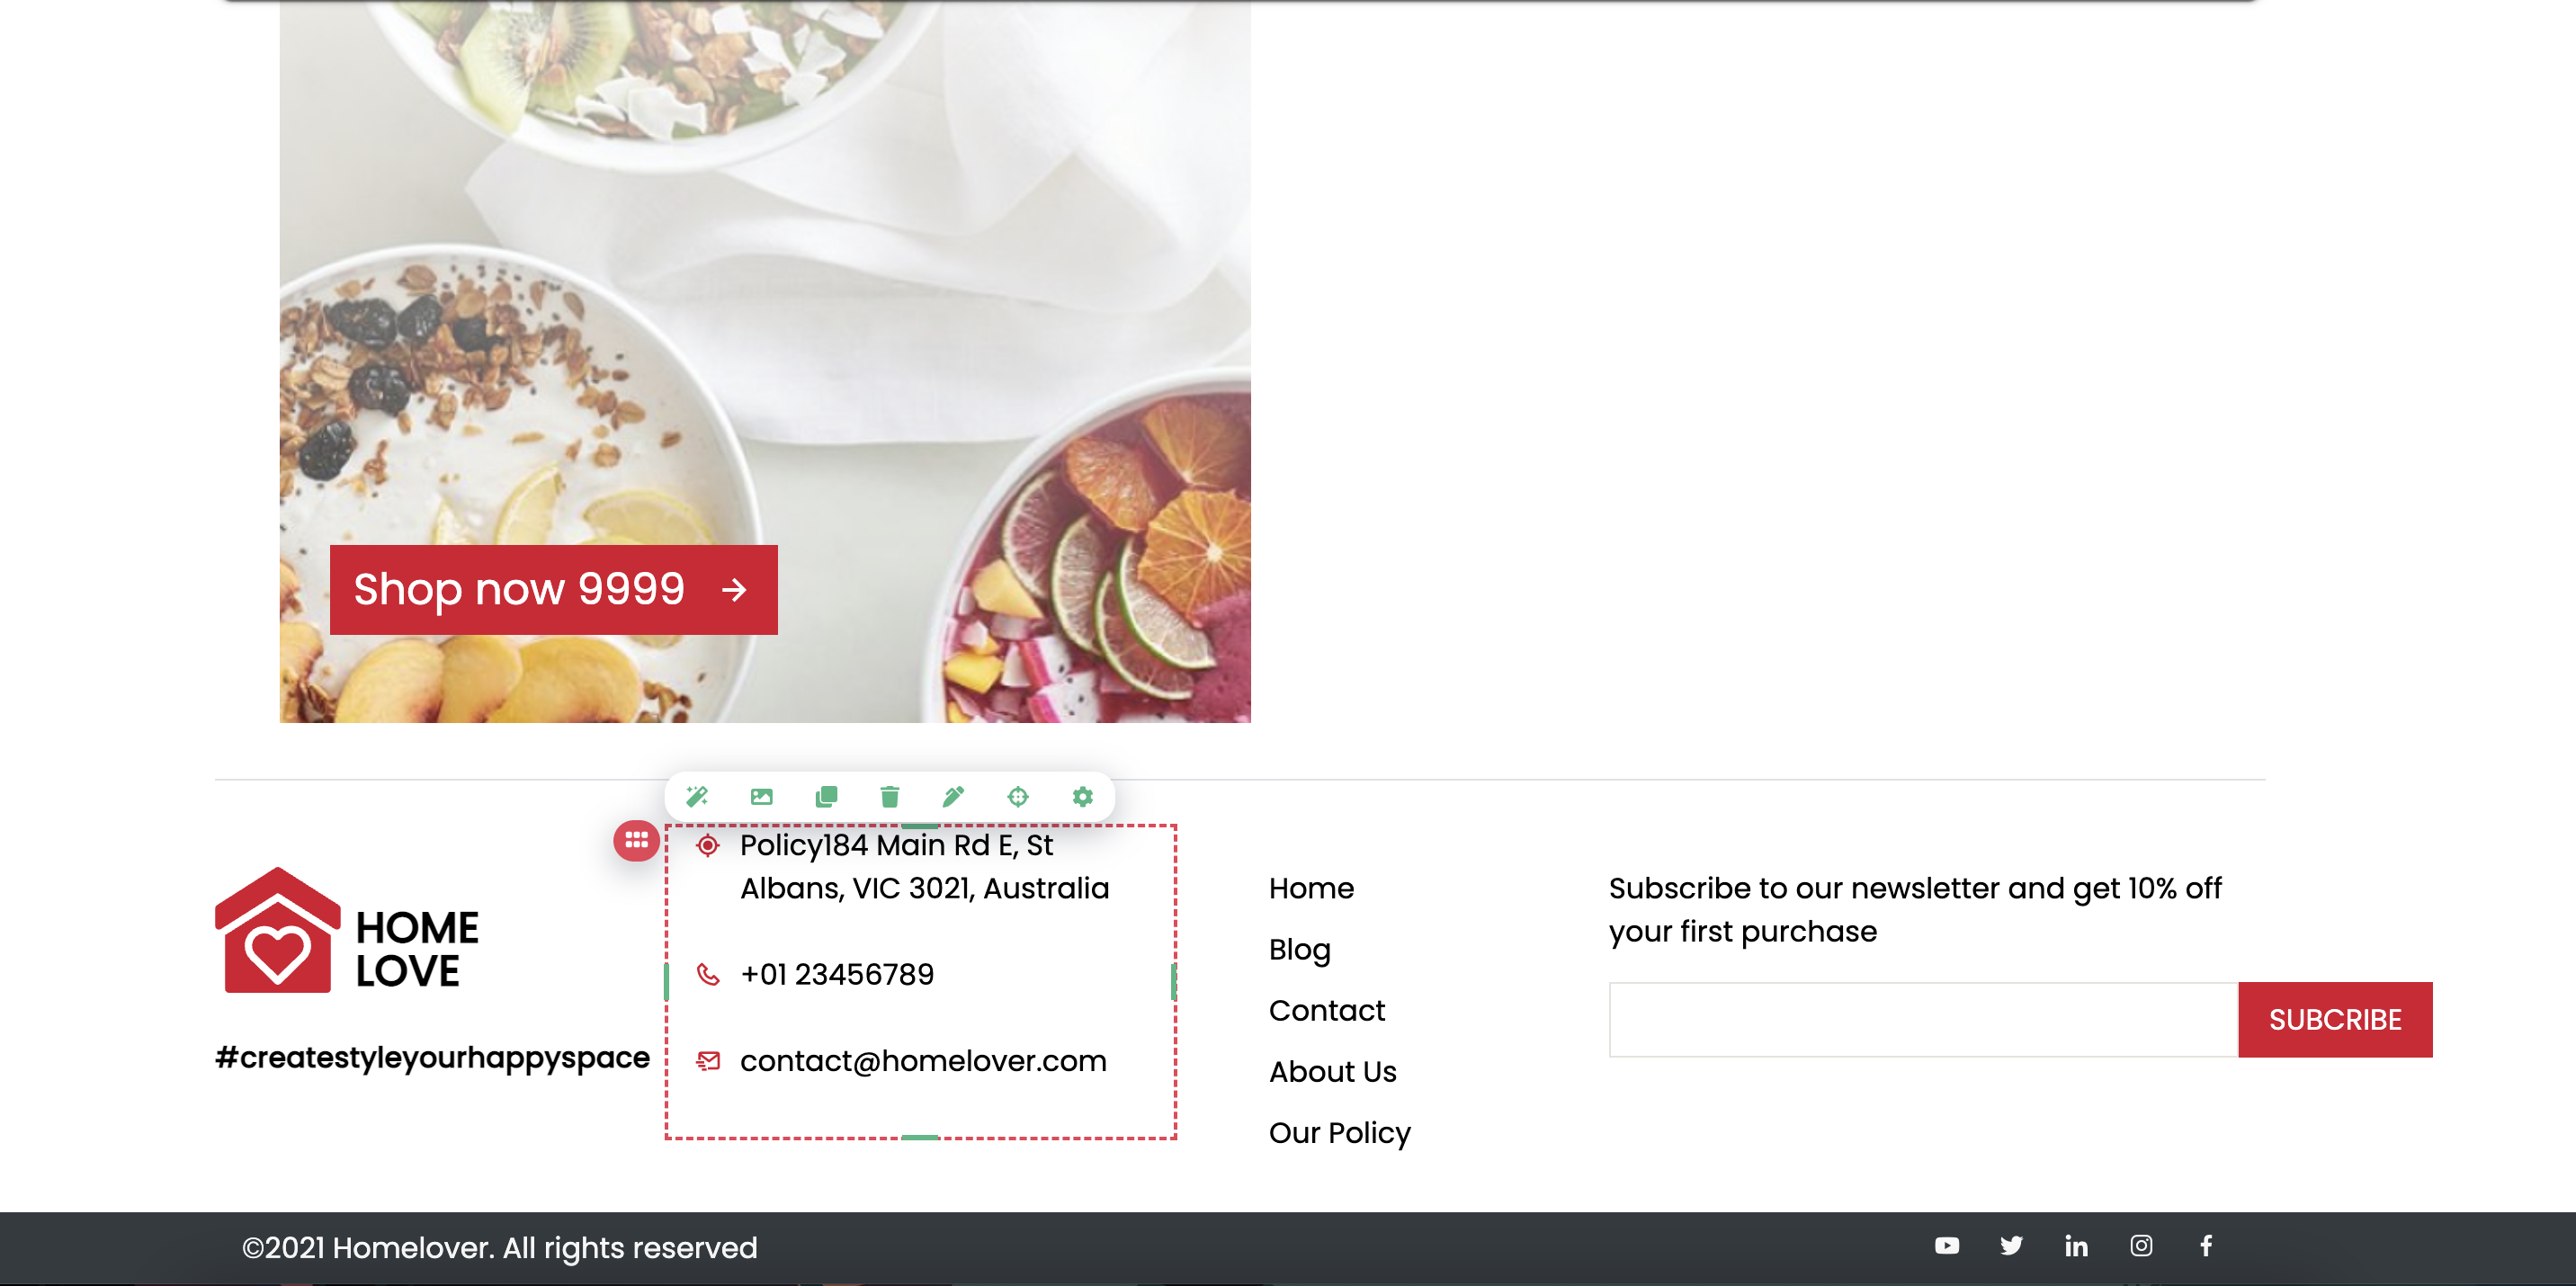 Shop now 9999
HOME
LOVE
#createstyleyourhappyspace
Policy184 Main Rd E, St
Albans, VIC 3021, Australia
+01 23456789
contact@homelover.com
Home
Blog
Contact
About Us
Our Policy
Subscribe to our newsletter and get 10% off
your first purchase
SUBCRIBE
©2021 Homelover. All rights reserved